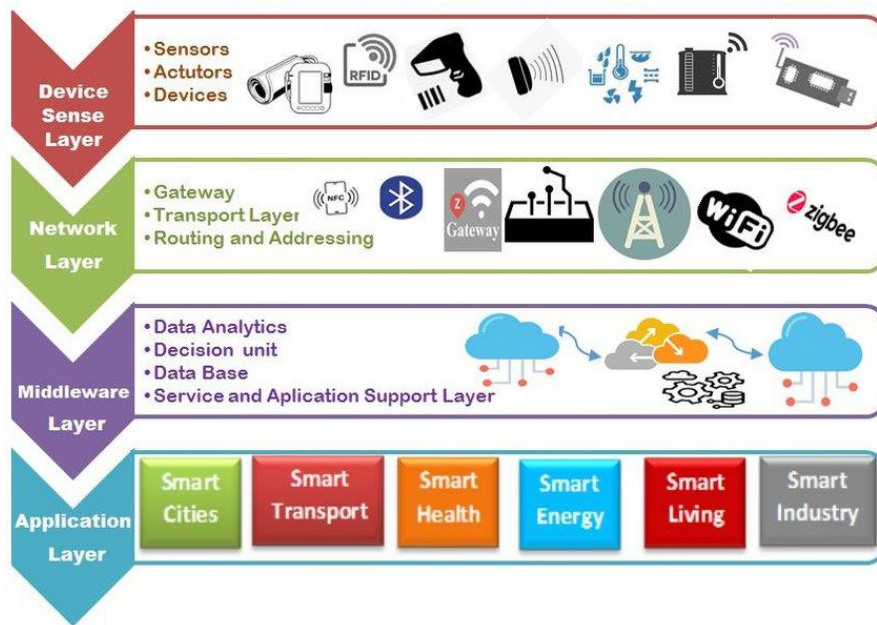 Device
Sense
Layer
• Sensors
• Actutors
• Devices
RFID
Network
Layer
• Gateway
• Transport Layer
• Routing and Addressing
NFC
Z
Gateway
WiFi
Z
zigbee
Middleware
Layer
• Data Analytics
• Decision unit
• Data Base
• Service and Aplication Support Layer
Application
Layer
Smart
Cities
Smart
Transport
Smart
Health
Smart
Energy
Smart
Living
Smart
Industry